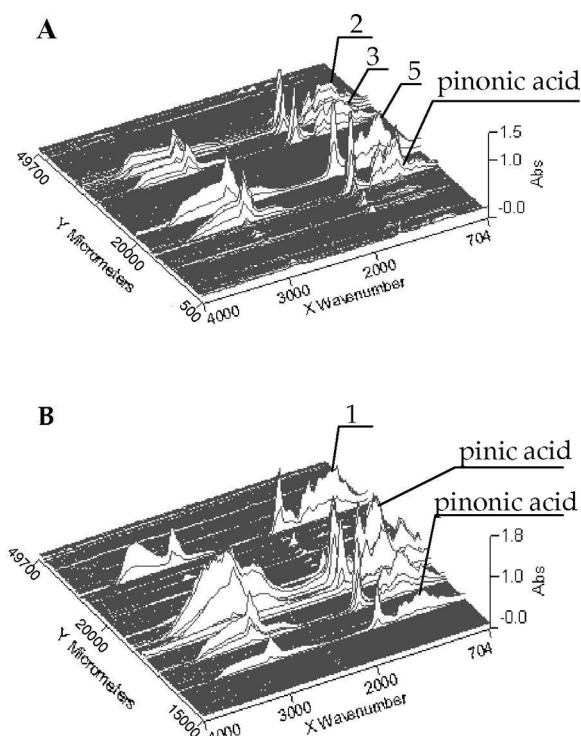 A
2
3
5
pinonic acid
1.5
1.0
-0.0
Abs
49700
20000
500
Y Micrometers
4000
3000
2000
704
X Wavenumber
B
1
pinic acid
pinonic acid
1.8
1.0
-0.0
Abs
49700
20000
15000
Y Micrometers
4000
3000
2000
704
X Wavenumber